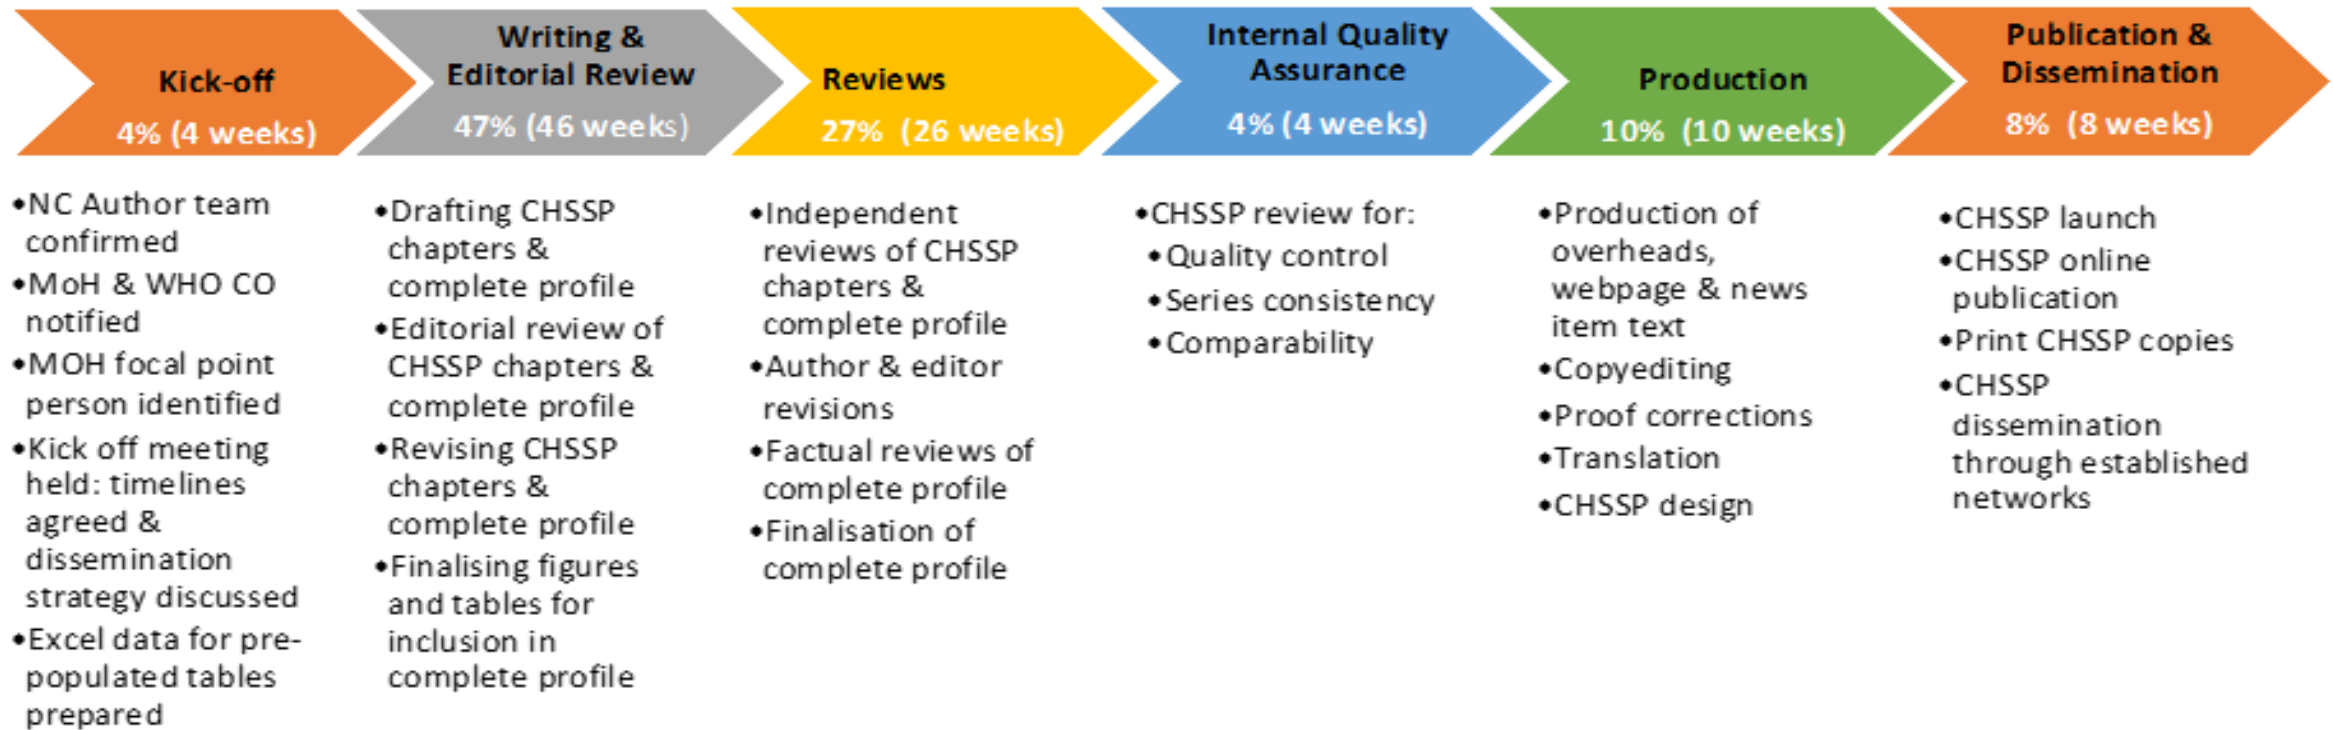 Kick-off
4% (4 weeks)
Writing &
Editorial Review
47% (46 weeks)
Reviews
27% (26 weeks)
Internal Quality
Assurance
4% (4 weeks)
Production
10% (10 weeks)
Publication &
Dissemination
8% (8 weeks)
•NC Author team
confirmed
•MoH & WHO CO
notified
•MOH focal point
person identified
•Kick off meeting
held: timelines
agreed &
dissemination
strategy discussed
•Excel data for pre-
populated tables
prepared
•Drafting CHSSP
chapters &
complete profile
•Editorial review of
CHSSP chapters &
complete profile
•Revising CHSSP
chapters &
complete profile
•Finalising figures
and tables for
inclusion in
complete profile
•Independent
reviews of CHSSP
chapters &
complete profile
•Author & editor
revisions
•Factual reviews of
complete profile
•Finalisation of
complete profile
•CHSSP review for:
•Quality control
•Series consistency
•Comparability
•Production of
overheads,
webpage & news
item text
•Copyediting
•Proof corrections
•Translation
•CHSSP design
•CHSSP launch
•CHSSP online
publication
•Print CHSSP copies
•CHSSP
dissemination
through established
networks